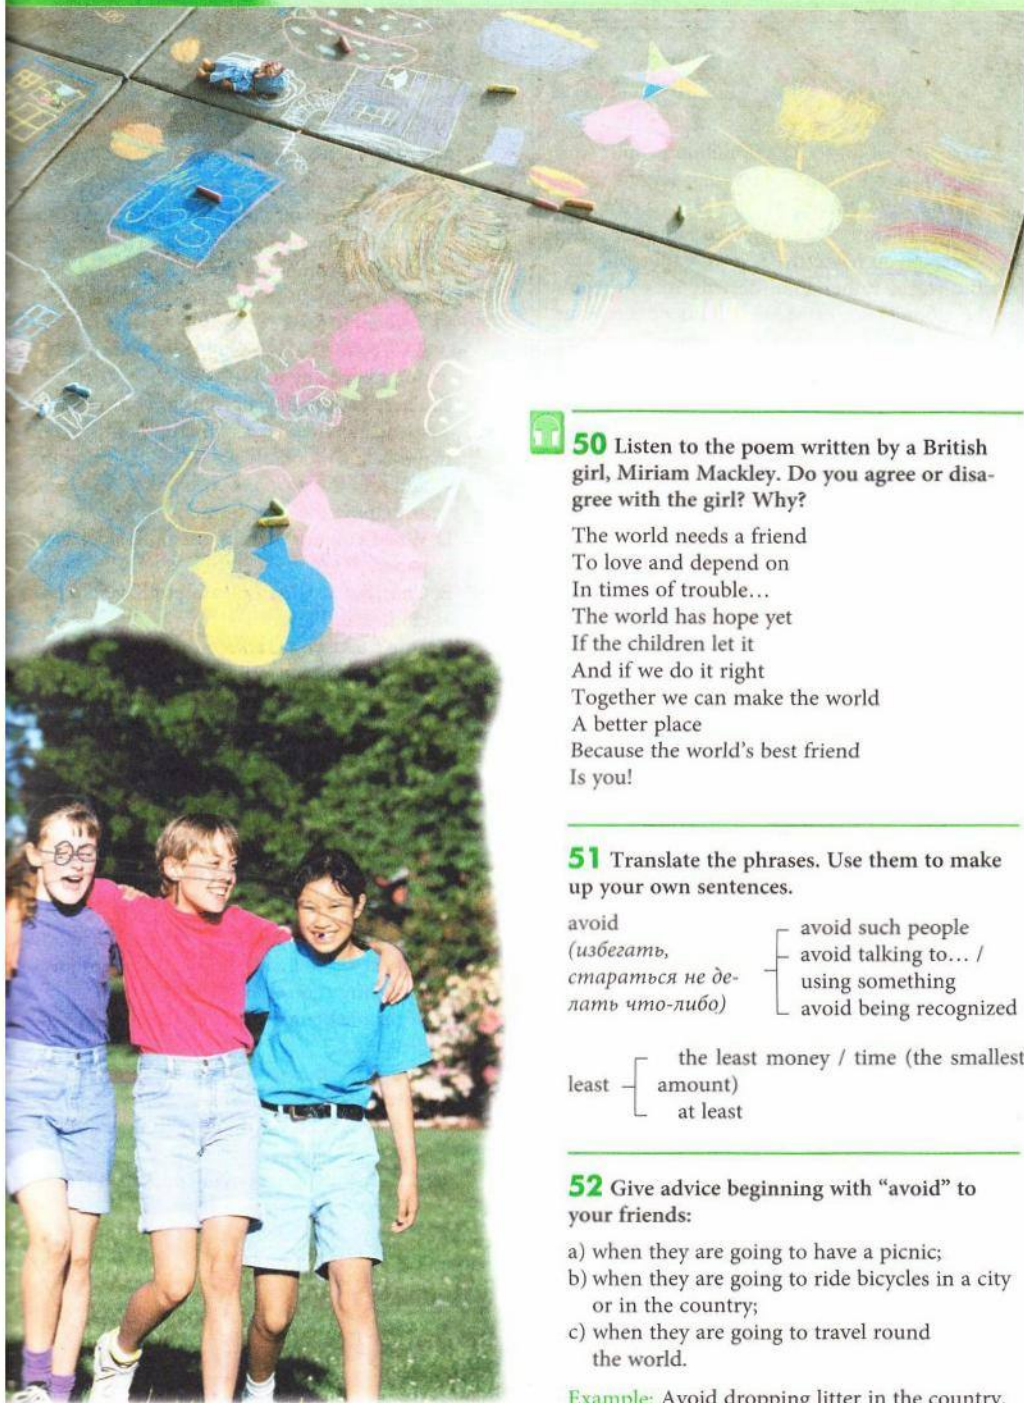 50 Listen to the poem written by a British
girl, Miriam Mackley. Do you agree or disa-
gree with the girl? Why?
The world needs a friend
To love and depend on
In times of trouble...
The world has hope yet
If the children let it
And if we do it right
Together we can make the world
A better place
Because the world's best friend
Is you!
51 Translate the phrases. Use them to make
up your own sentences.
avoid
(избегать,
стараться не де-
лать что-либо)
avoid such people
avoid talking to... /
using something
avoid being recognized
least
the least money / time (the smallest
amount)
at least
52 Give advice beginning with “avoid” to
your friends:
a) when they are going to have a picnic;
b) when they are going to ride bicycles in a city
or in the country;
c) when they are going to travel round
the world.
Example: Avoid dropping litter in the country.